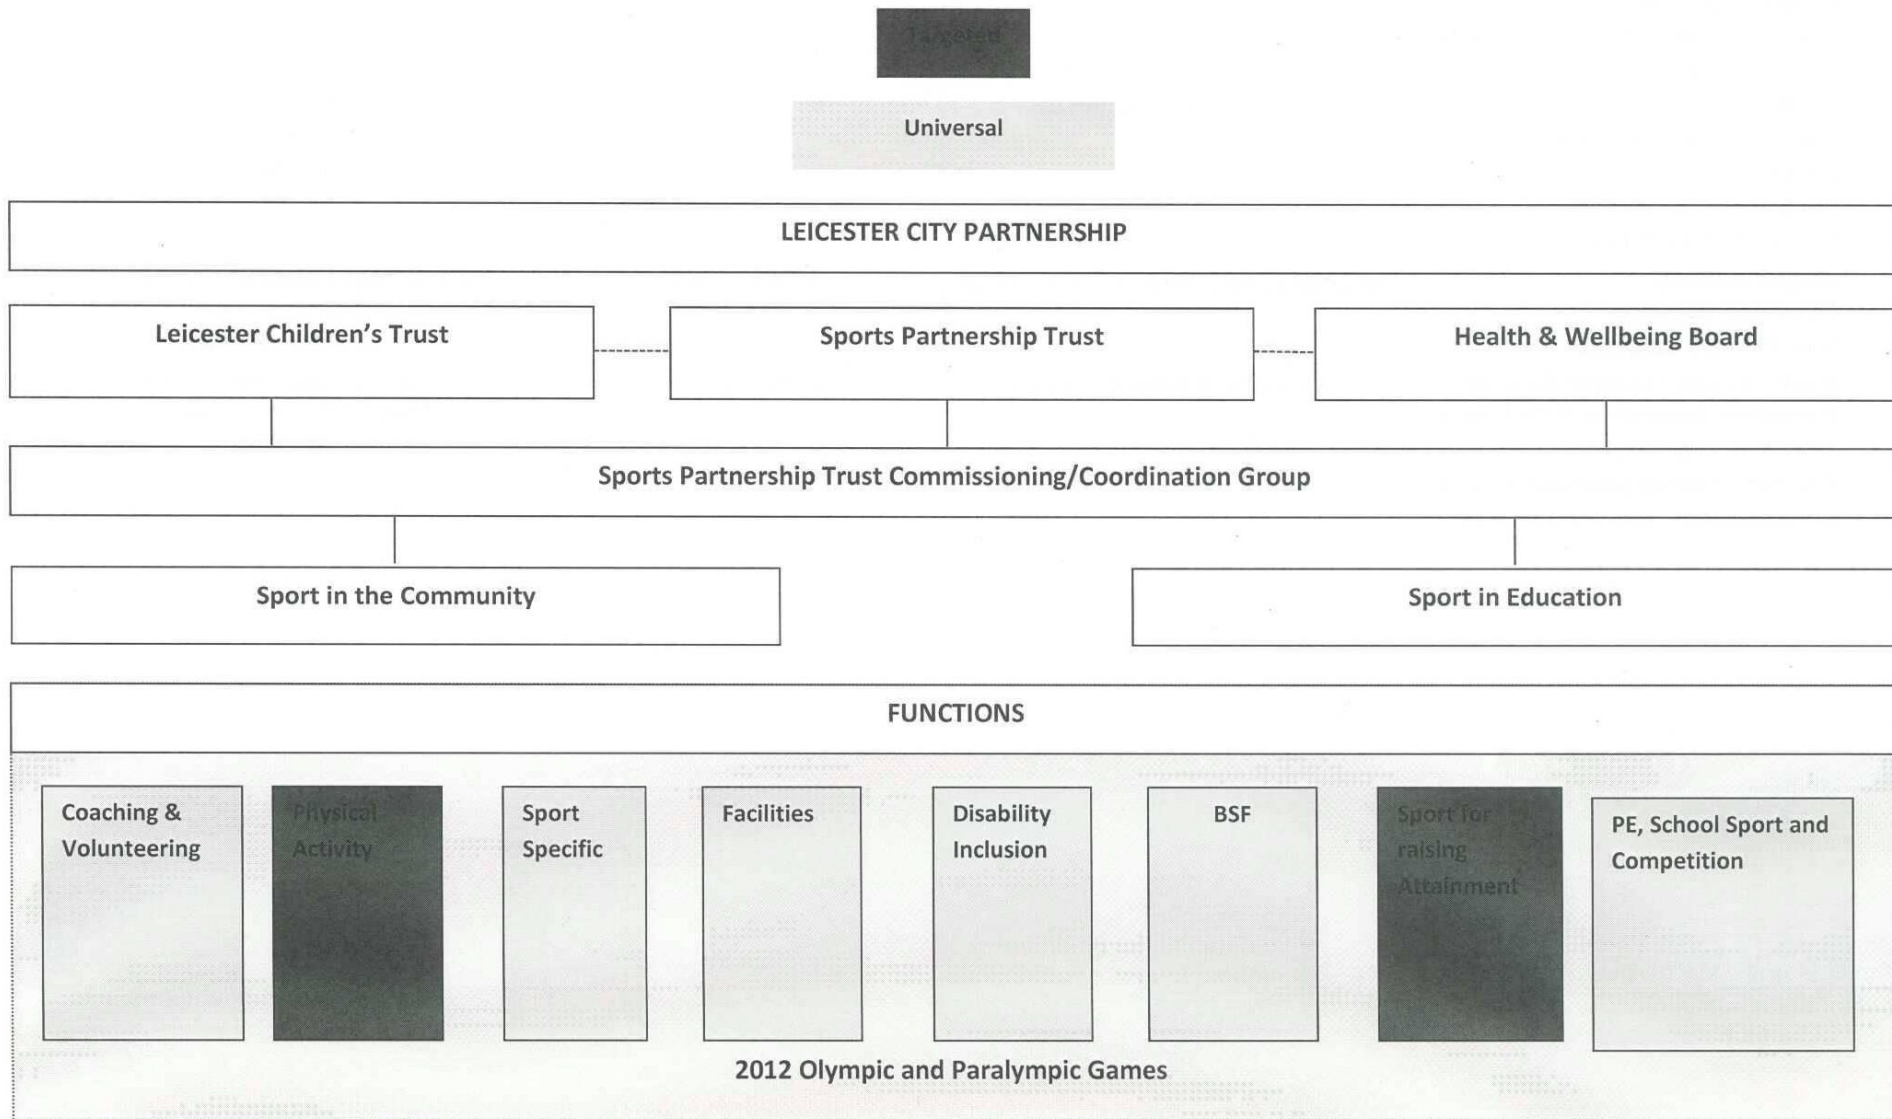 Targeted
Universal
LEICESTER CITY PARTNERSHIP
Leicester Children's Trust
Sports Partnership Trust
Health & Wellbeing Board
Sports Partnership Trust Commissioning/Coordination Group
Sport in the Community
Sport in Education
FUNCTIONS
Coaching &
Volunteering
Physical
Activity
Sport
Specific
Facilities
Disability
Inclusion
BSF
Sport for
raising
Attainment
PE, School Sport and
Competition
2012 Olympic and Paralympic Games